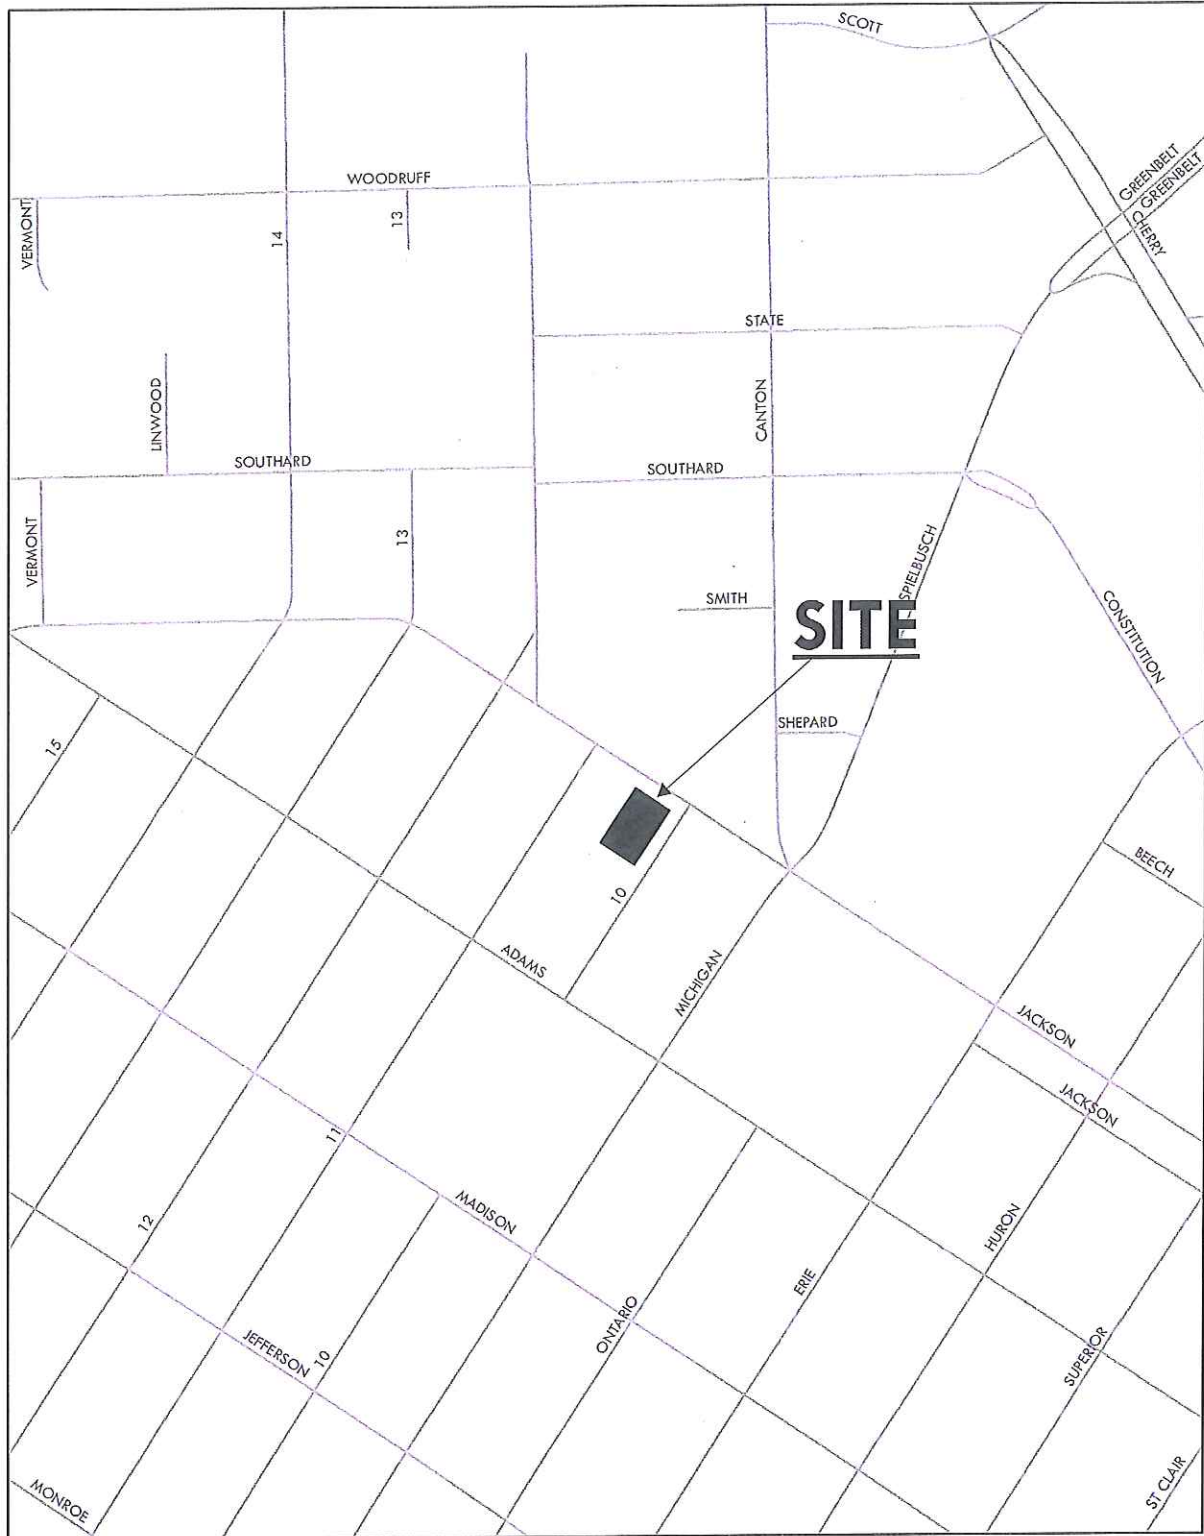 SCOTT
GREENBELT
GREENBELT
CHERRY
WOODRUFF
VERMONT
14
13
STATE
LINWOOD
CANTON
SOUTHARD
SOUTHARD
VERMONT
13
SPIELBUSCH
SMITH
CONSTITUTION
SITE
SHEPARD
15
BEECH
10
ADAMS
MICHIGAN
JACKSON
JACKSON
11
MADISON
12
HURON
ERIE
ONTARIO
JEFFERSON
10
SUPERIOR
MONROE
ST CLAIR